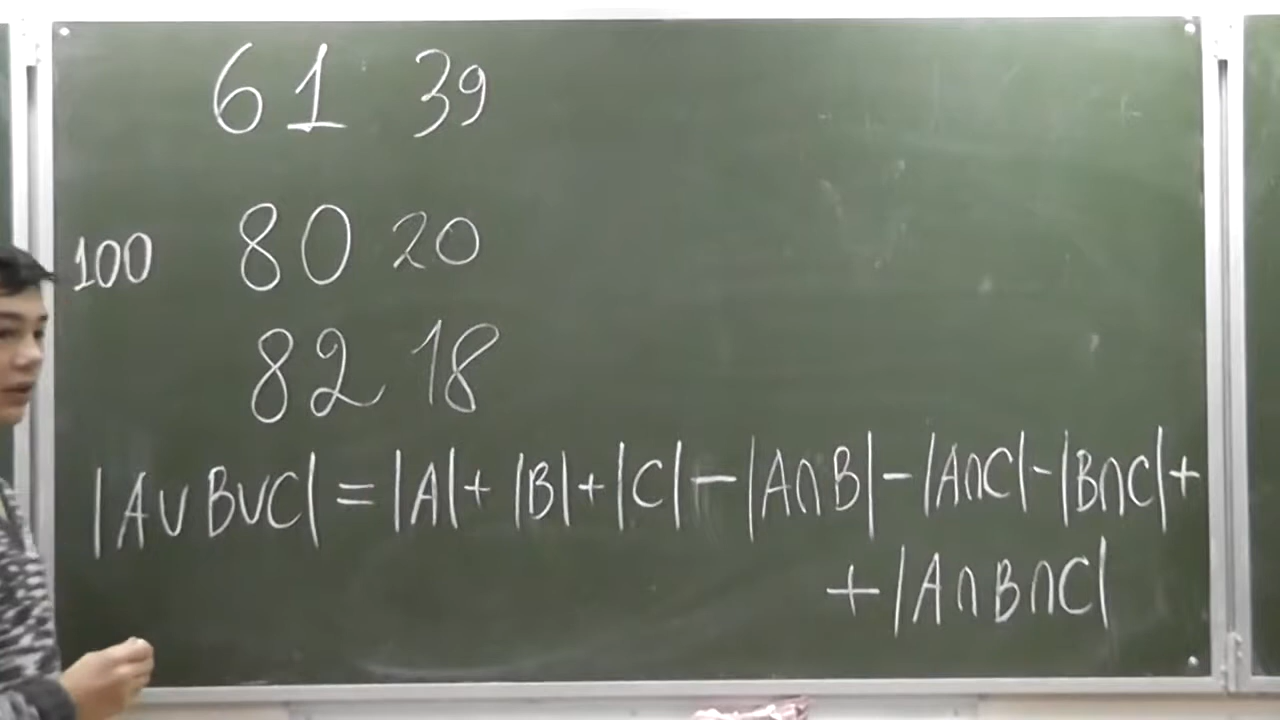 61 39
100 80 20
82 18
|A∪B∪C| = |A| + |B| + |C| - |A∩B| - |A∩C| - |B∩C| +
+ |A∩B∩C|